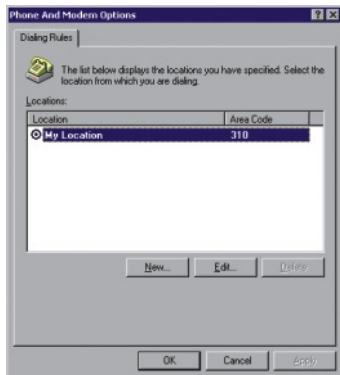 Phone And Modem Options
Dialing Rules
The list below displays the locations you have specified. Select the
location from which you are dialing.
Locations:
Location Area Code
My Location 310
New... Edit... Delete
OK Cancel Apply